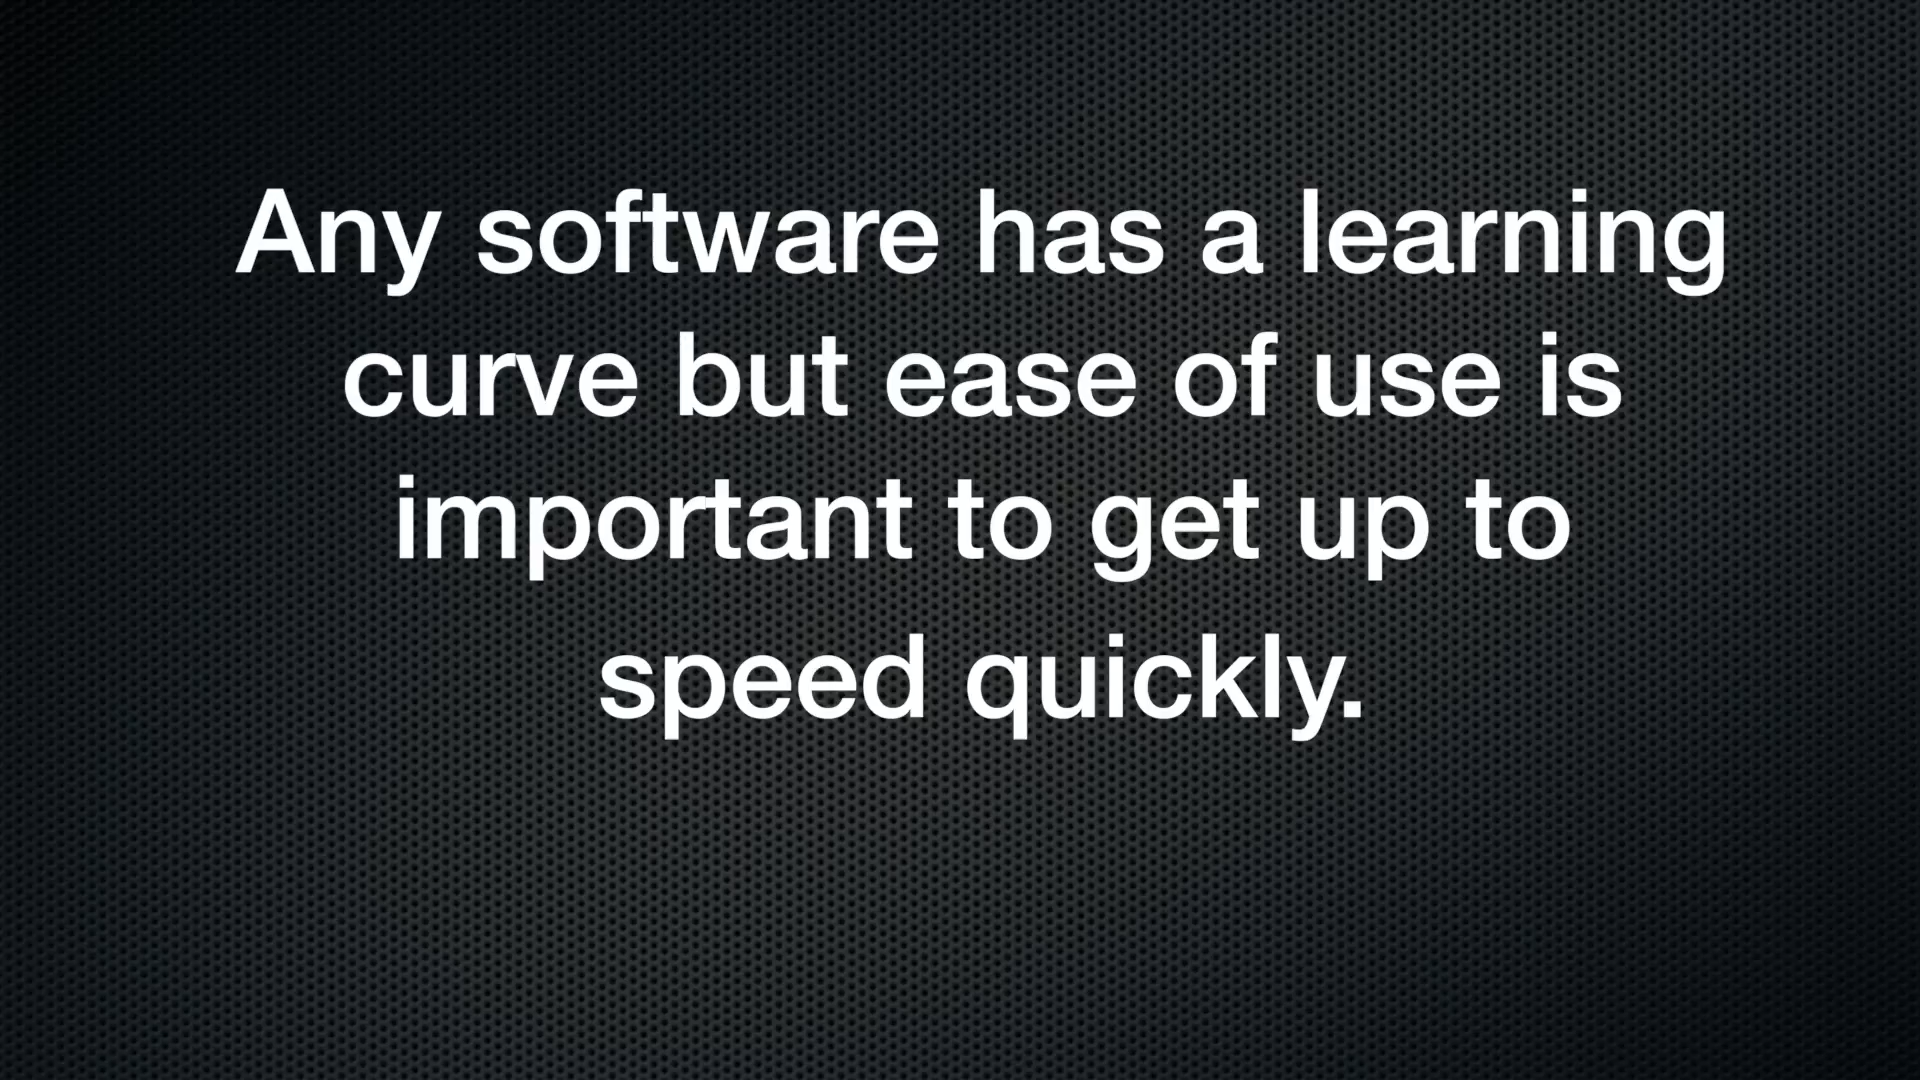 Any software has a learning
curve but ease of use is
important to get up to
speed quickly.